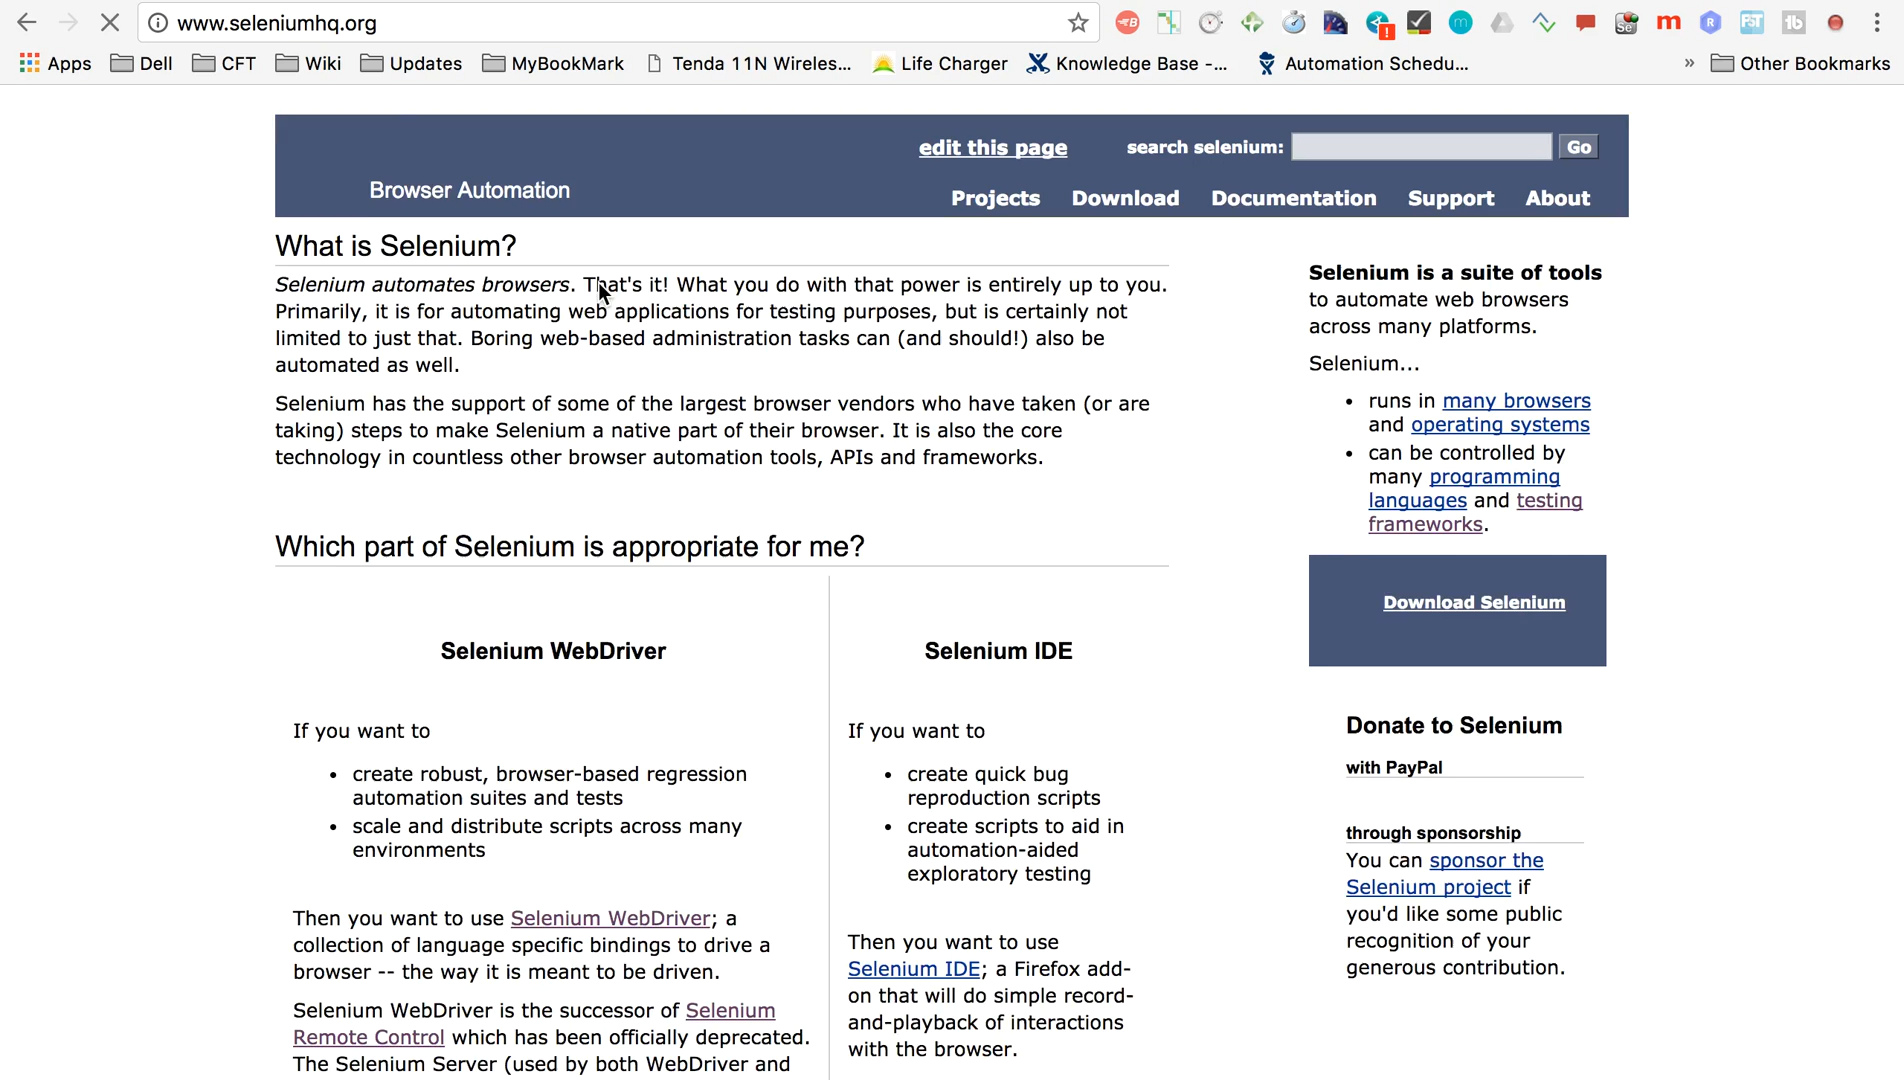 www.seleniumhq.org
Apps Dell CFT Wiki Updates MyBookMark Tenda 11N Wireles... Life Charger Knowledge Base -... Automation Schedu... » Other Bookmarks
edit this page search selenium: Go
Browser Automation
Projects Download Documentation Support About
What is Selenium?
Selenium automates browsers. That's it! What you do with that power is entirely up to you.
Primarily, it is for automating web applications for testing purposes, but is certainly not
limited to just that. Boring web-based administration tasks can (and should!) also be
automated as well.
Selenium has the support of some of the largest browser vendors who have taken (or are
taking) steps to make Selenium a native part of their browser. It is also the core
technology in countless other browser automation tools, APIs and frameworks.
Which part of Selenium is appropriate for me?
Selenium WebDriver
If you want to
• create robust, browser-based regression
automation suites and tests
• scale and distribute scripts across many
environments
Then you want to use Selenium WebDriver; a
collection of language specific bindings to drive a
browser -- the way it is meant to be driven.
Selenium WebDriver is the successor of Selenium
Remote Control which has been officially deprecated.
The Selenium Server (used by both WebDriver and
Selenium IDE
If you want to
• create quick bug
reproduction scripts
• create scripts to aid in
automation-aided
exploratory testing
Then you want to use
Selenium IDE; a Firefox add-
on that will do simple record-
and-playback of interactions
with the browser.
Selenium is a suite of tools
to automate web browsers
across many platforms.
Selenium...
• runs in many browsers
and operating systems
• can be controlled by
many programming
languages and testing
frameworks.
Download Selenium
Donate to Selenium
with PayPal
through sponsorship
You can sponsor the
Selenium project if
you'd like some public
recognition of your
generous contribution.